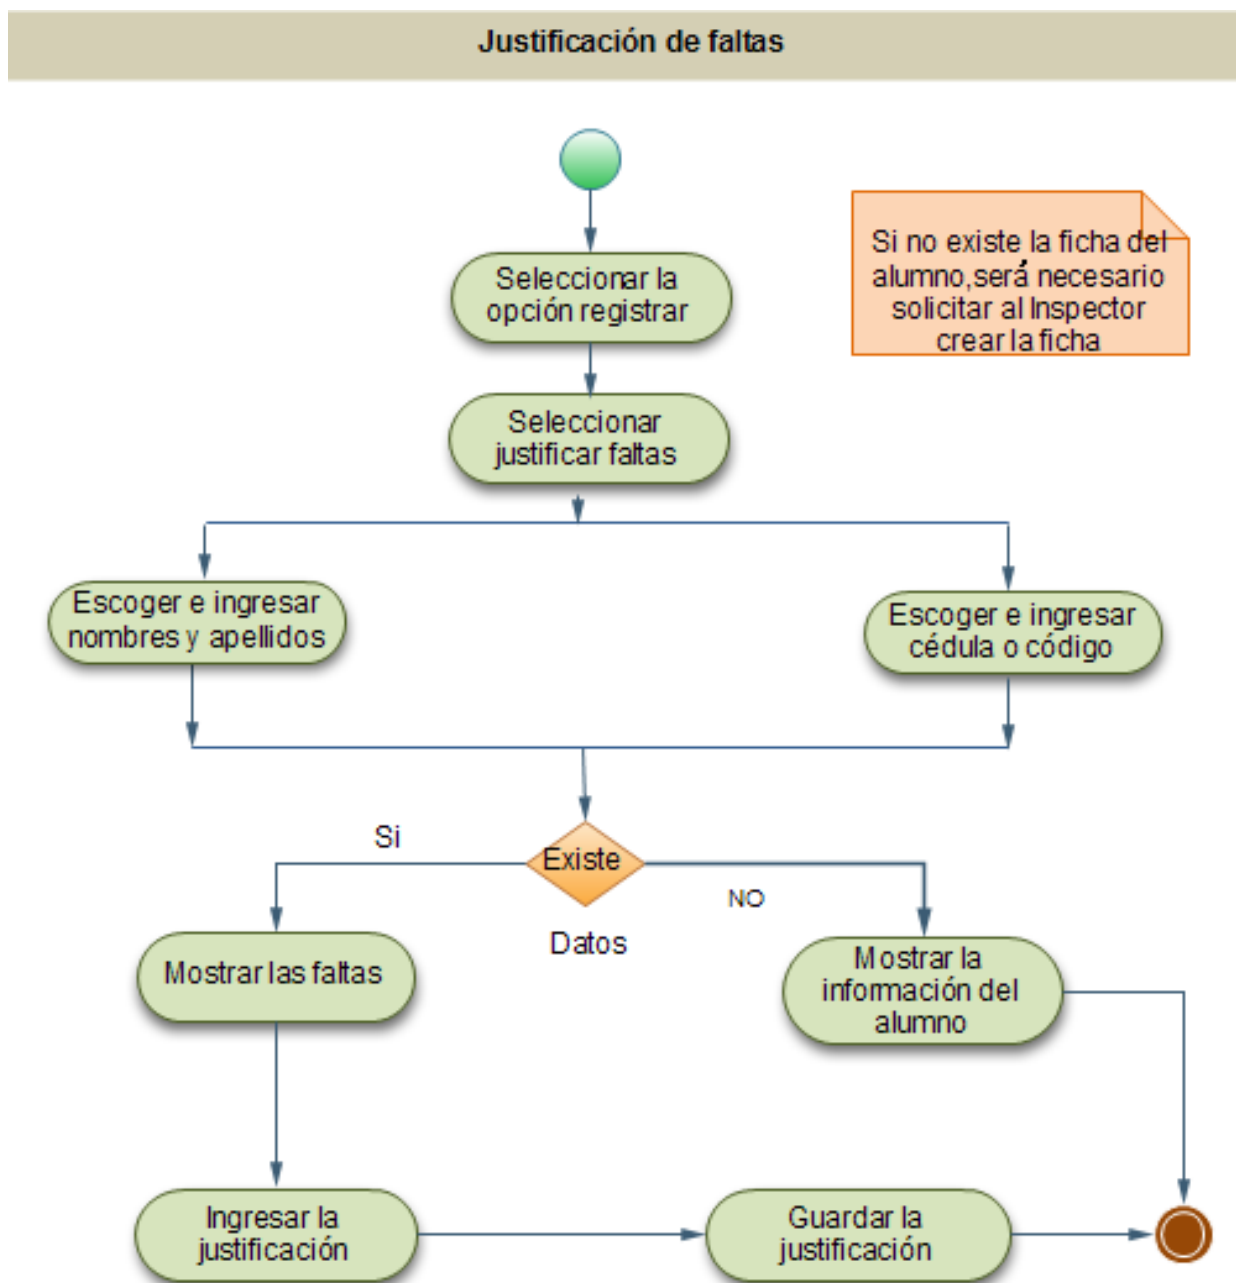 Justificación de faltas
Si no existe la ficha del
alumno,será necesario
solicitar al Inspector
crear la ficha
Seleccionar la
opción registrar
Seleccionar
justificar faltas
Escoger e ingresar
nombres y apellidos
Escoger e ingresar
cédula o código
Si
Existe
NO
Datos
Mostrar las faltas
Mostrar la
información del
alumno
Ingresar la
justificación
Guardar la
justificación